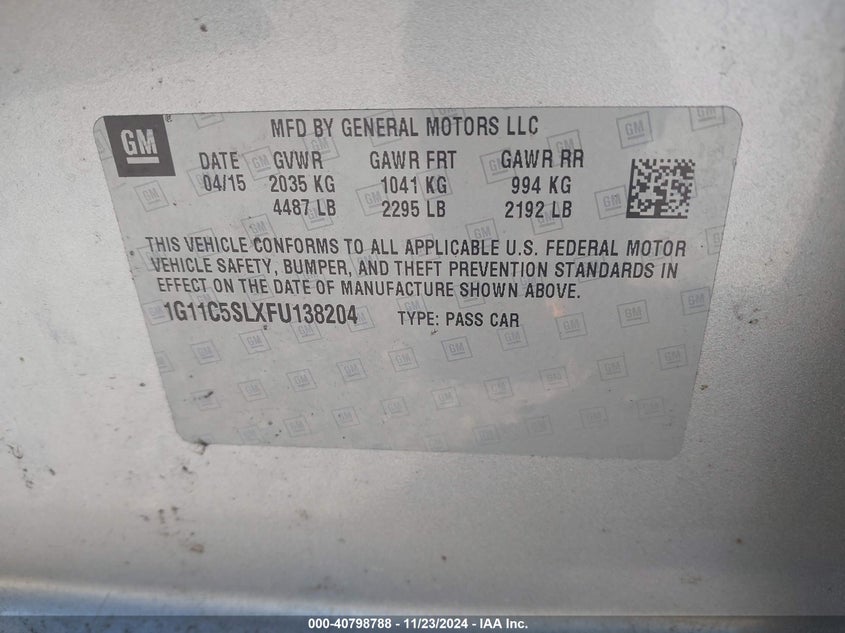 GM
MFD BY GENERAL MOTORS LLC
DATE GVWR GAWR FRT GAWR RR
04/15 2035 KG 1041 KG 994 KG
4487 LB 2295 LB 2192 LB
THIS VEHICLE CONFORMS TO ALL APPLICABLE U.S. FEDERAL MOTOR
VEHICLE SAFETY, BUMPER, AND THEFT PREVENTION STANDARDS IN
EFFECT ON THE DATE OF MANUFACTURE SHOWN ABOVE.
1G11C5SLXFU138204 TYPE: PASS CAR
000-40798788 - 11/23/2024 - IAA Inc.